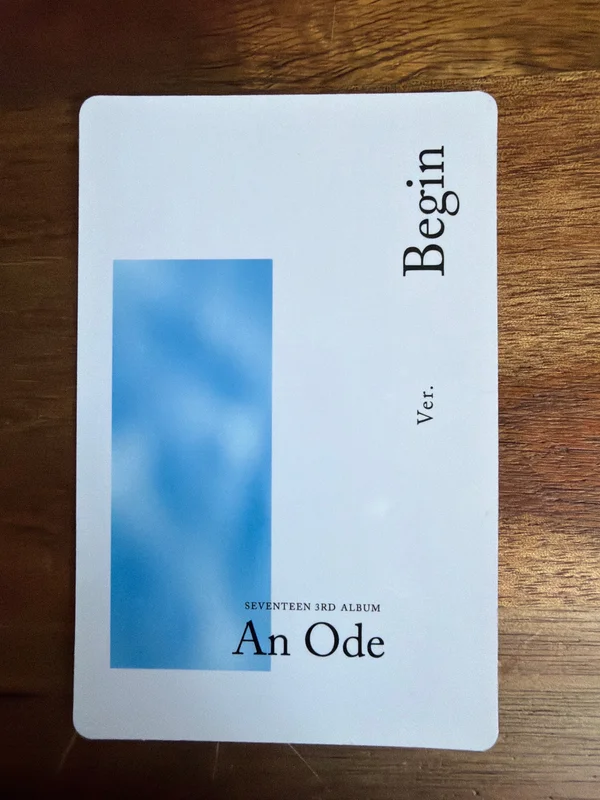 Begin
Ver.
SEVENTEEN 3RD ALBUM
An Ode